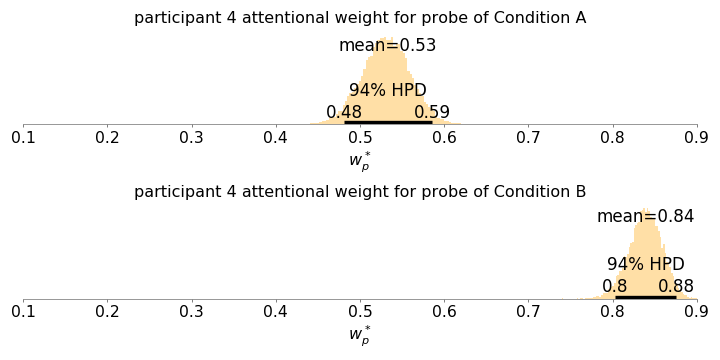 participant 4 attentional weight for probe of Condition A
mean=0.53
94% HPD
0.48 0.59
0.1 0.2 0.3 0.4 0.5 0.6 0.7 0.8 0.9
w_p^*
participant 4 attentional weight for probe of Condition B
mean=0.84
94% HPD
0.8 0.88
0.1 0.2 0.3 0.4 0.5 0.6 0.7 0.8 0.9
w_p^*